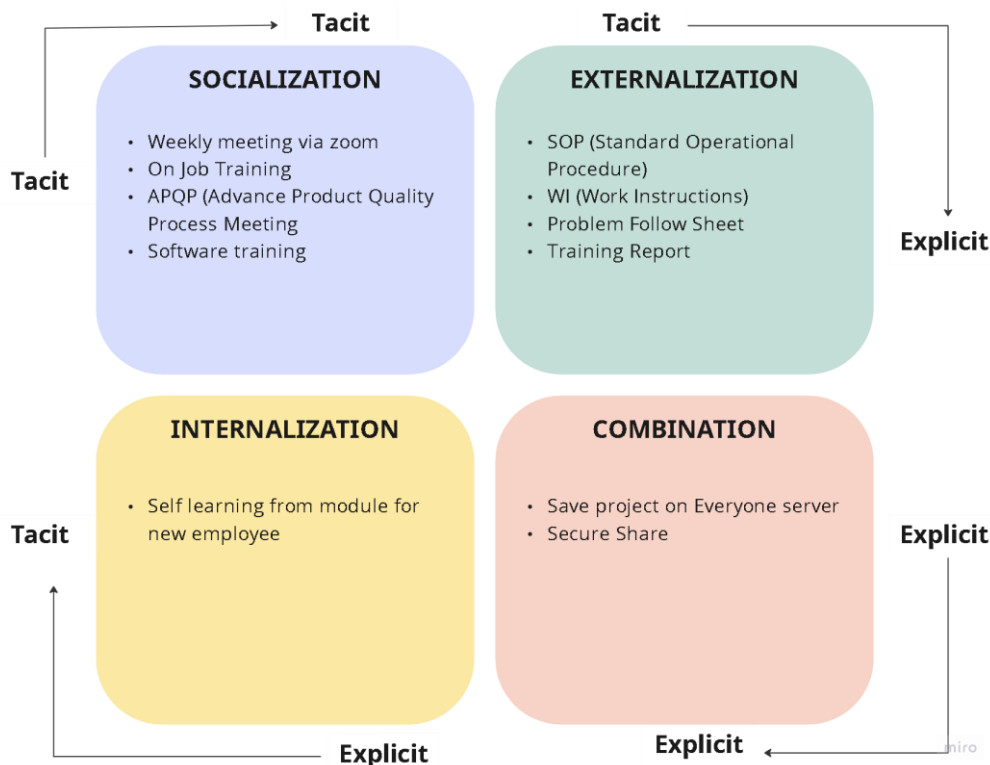 Tacit
Tacit
SOCIALIZATION
• Weekly meeting via zoom
• On Job Training
• APQP (Advance Product Quality
Process Meeting
• Software training
Tacit
EXTERNALIZATION
• SOP (Standard Operational
Procedure)
• WI (Work Instructions)
• Problem Follow Sheet
• Training Report
Explicit
INTERNALIZATION
• Self learning from module for
new employee
Tacit
Explicit
COMBINATION
• Save project on Everyone server
• Secure Share
Explicit
Explicit
miro